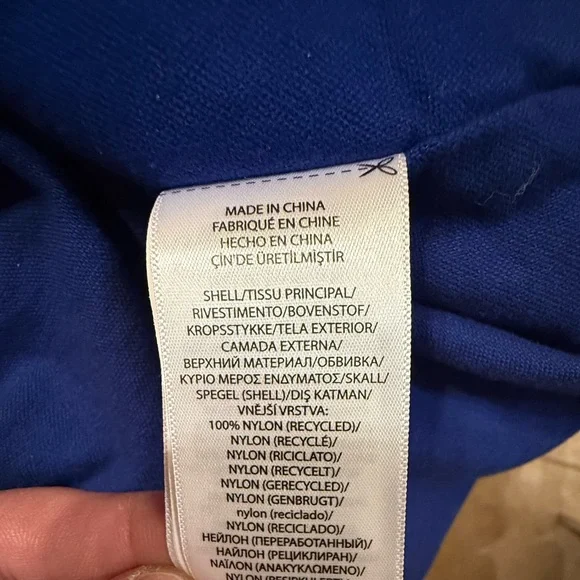 MADE IN CHINA
FABRIQUÉ EN CHINE
HECHO EN CHINA
ÇİN'DE ÜRETİLMİŞTİR
SHELL/TISSU PRINCIPAL/
RIVESTIMENTO/BOVENSTOF/
KROPSSTYKKE/TELA EXTERIOR/
CAMADA EXTERNA/
ВЕРХНИЙ МАТЕРИАЛ/ОБВИВКА/
ΚΥΡΙΟ ΜΕΡΟΣ ΕΝΔΥΜΑΤΟΣ/SKALL/
SPEGEL (SHELL)/DIŞ KATMAN/
VNĚJŠÍ VRSTVA:
100% NYLON (RECYCLED)/
NYLON (RECYCLÉ)/
NYLON (RICICLATO)/
NYLON (RECYCELT)/
NYLON (GERECYCLED)/
NYLON (GENBRUGT)/
nylon (reciclado)/
NYLON (RECICLADO)/
НЕЙЛОН (ПЕРЕРАБОТАННЫЙ)/
НАЙЛОН (РЕЦИКЛИРАН)/
ΝΑΪΛΟΝ (ΑΝΑΚΥΚΛΩΜΕΝΟ)/
NYLON